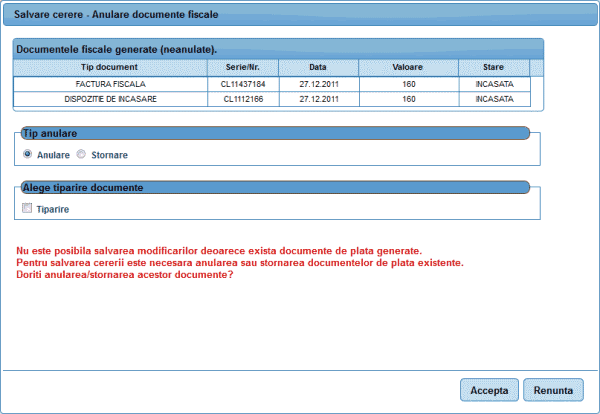 Salvare cerere - Anulare documente fiscale
Documentele fiscale generate (neanulate).
Tip document Serie/Nr. Data Valoare Stare
FACTURA FISCALA CL11437184 27.12.2011 160 INCASATA
DISPOZITIE DE INCASARE CL1112166 27.12.2011 160 INCASATA
Tip anulare
Anulare Stornare
Alege tiparire documente
Tiparire
Nu este posibila salvarea modificarilor deoarece exista documente de plata generate.
Pentru salvarea cererii este necesara anularea sau stornarea documentelor de plata existente.
Doriti anularea/stornarea acestor documente?
Accepta Renunta